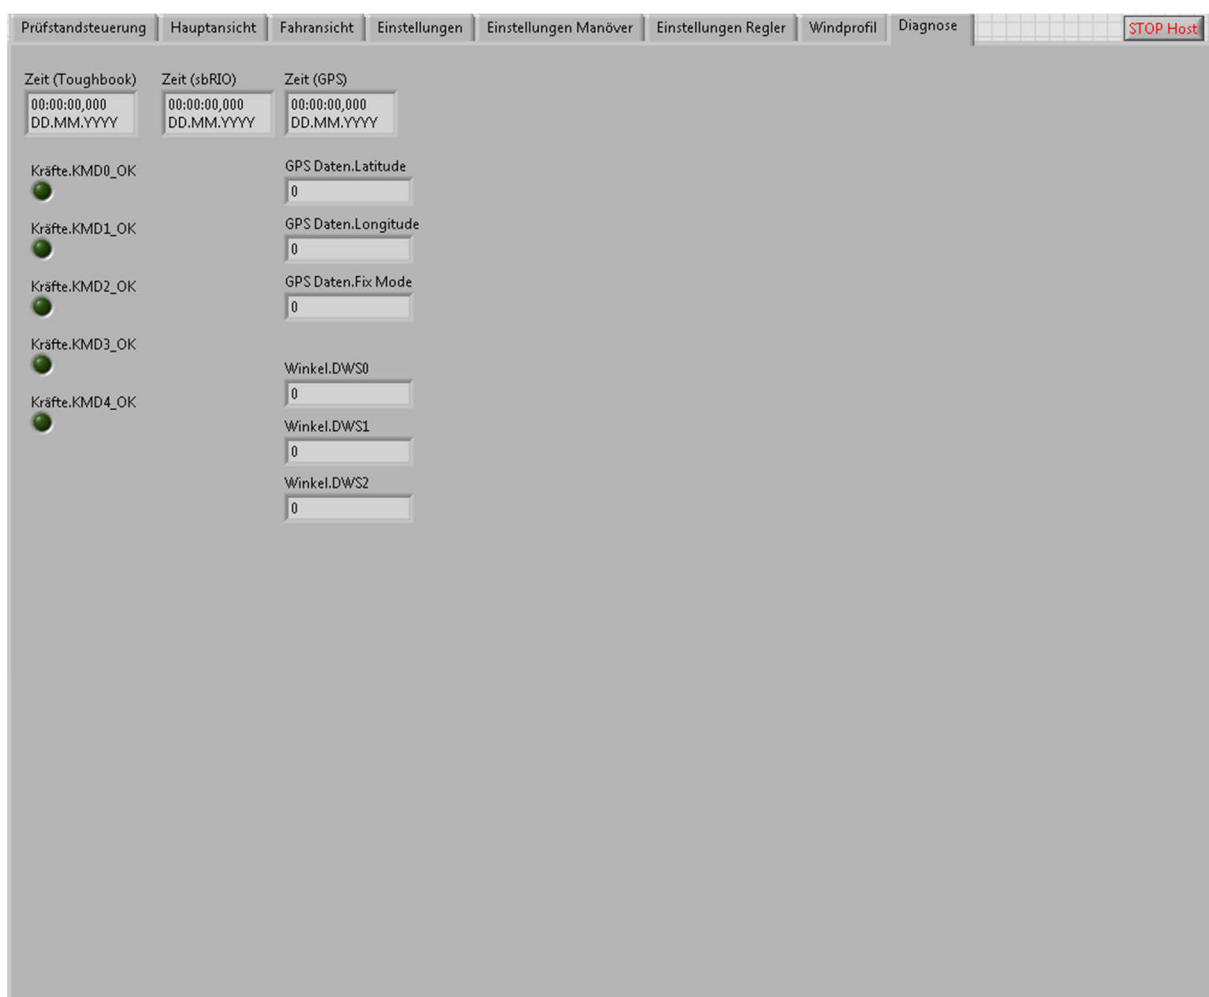 Prüfstandsteuerung Hauptansicht Fahransicht Einstellungen Einstellungen Manöver Einstellungen Regler Windprofil Diagnose STOP Host
Zeit (Toughbook) Zeit (sbRIO) Zeit (GPS)
00:00:00,000 00:00:00,000 00:00:00,000
DD.MM.YYYY DD.MM.YYYY DD.MM.YYYY
Kräfte.KMD0_OK
Kräfte.KMD1_OK
Kräfte.KMD2_OK
Kräfte.KMD3_OK
Kräfte.KMD4_OK
GPS Daten.Latitude
0
GPS Daten.Longitude
0
GPS Daten.Fix Mode
0
Winkel.DWS0
0
Winkel.DWS1
0
Winkel.DWS2
0